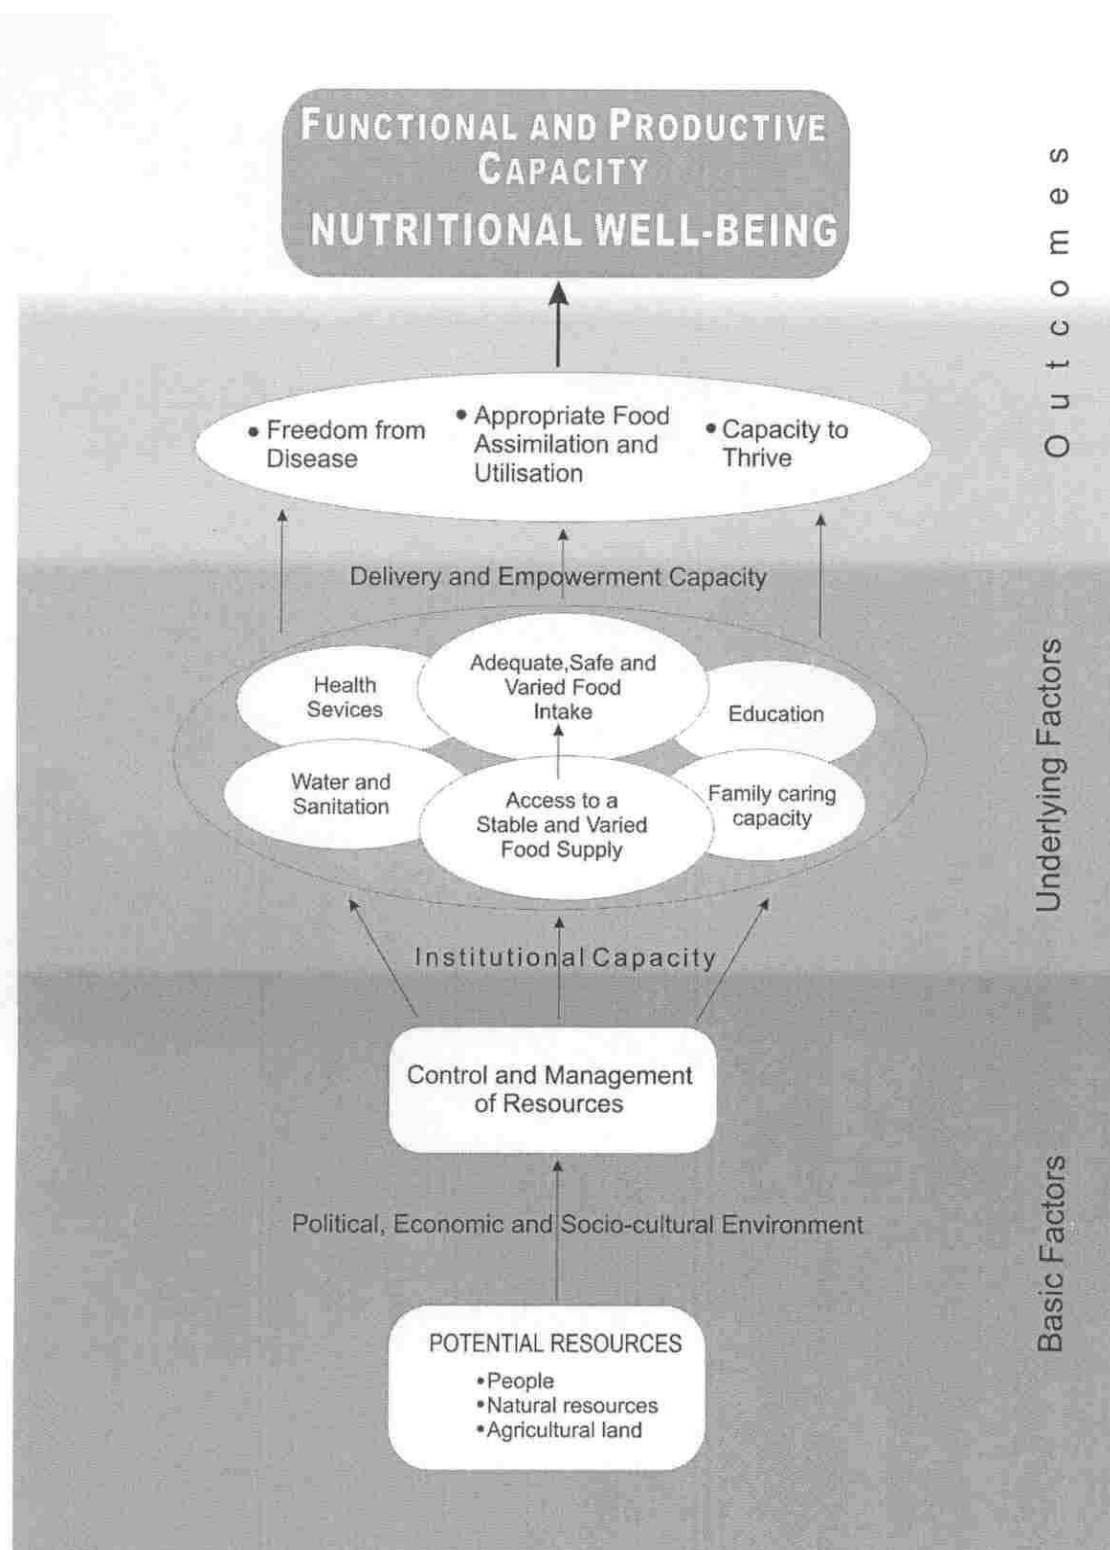 FUNCTIONAL AND PRODUCTIVE
CAPACITY
NUTRITIONAL WELL-BEING
Outcomes
• Freedom from
Disease
• Appropriate Food
Assimilation and
Utilisation
• Capacity to
Thrive
Delivery and Empowerment Capacity
Health
Sevices
Adequate,Safe and
Varied Food
Intake
Education
Water and
Sanitation
Access to a
Stable and Varied
Food Supply
Family caring
capacity
Underlying Factors
Institutional Capacity
Control and Management
of Resources
Political, Economic and Socio-cultural Environment
Basic Factors
POTENTIAL RESOURCES
•People
•Natural resources
•Agricultural land